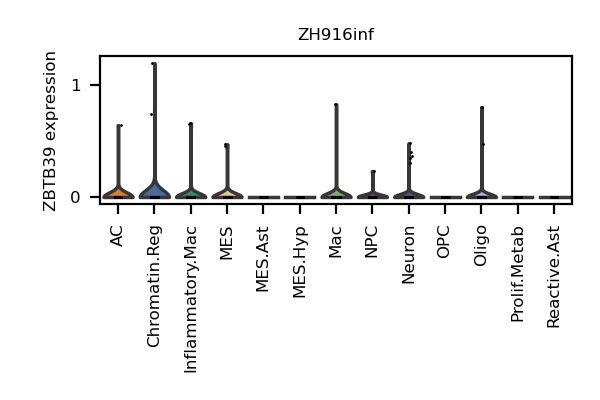 ZH916inf
ZBTB39 expression
1
0
AC
Chromatin.Reg
Inflammatory.Mac
MES
MES.Ast
MES.Hyp
Mac
NPC
Neuron
OPC
Oligo
Prolif.Metab
Reactive.Ast